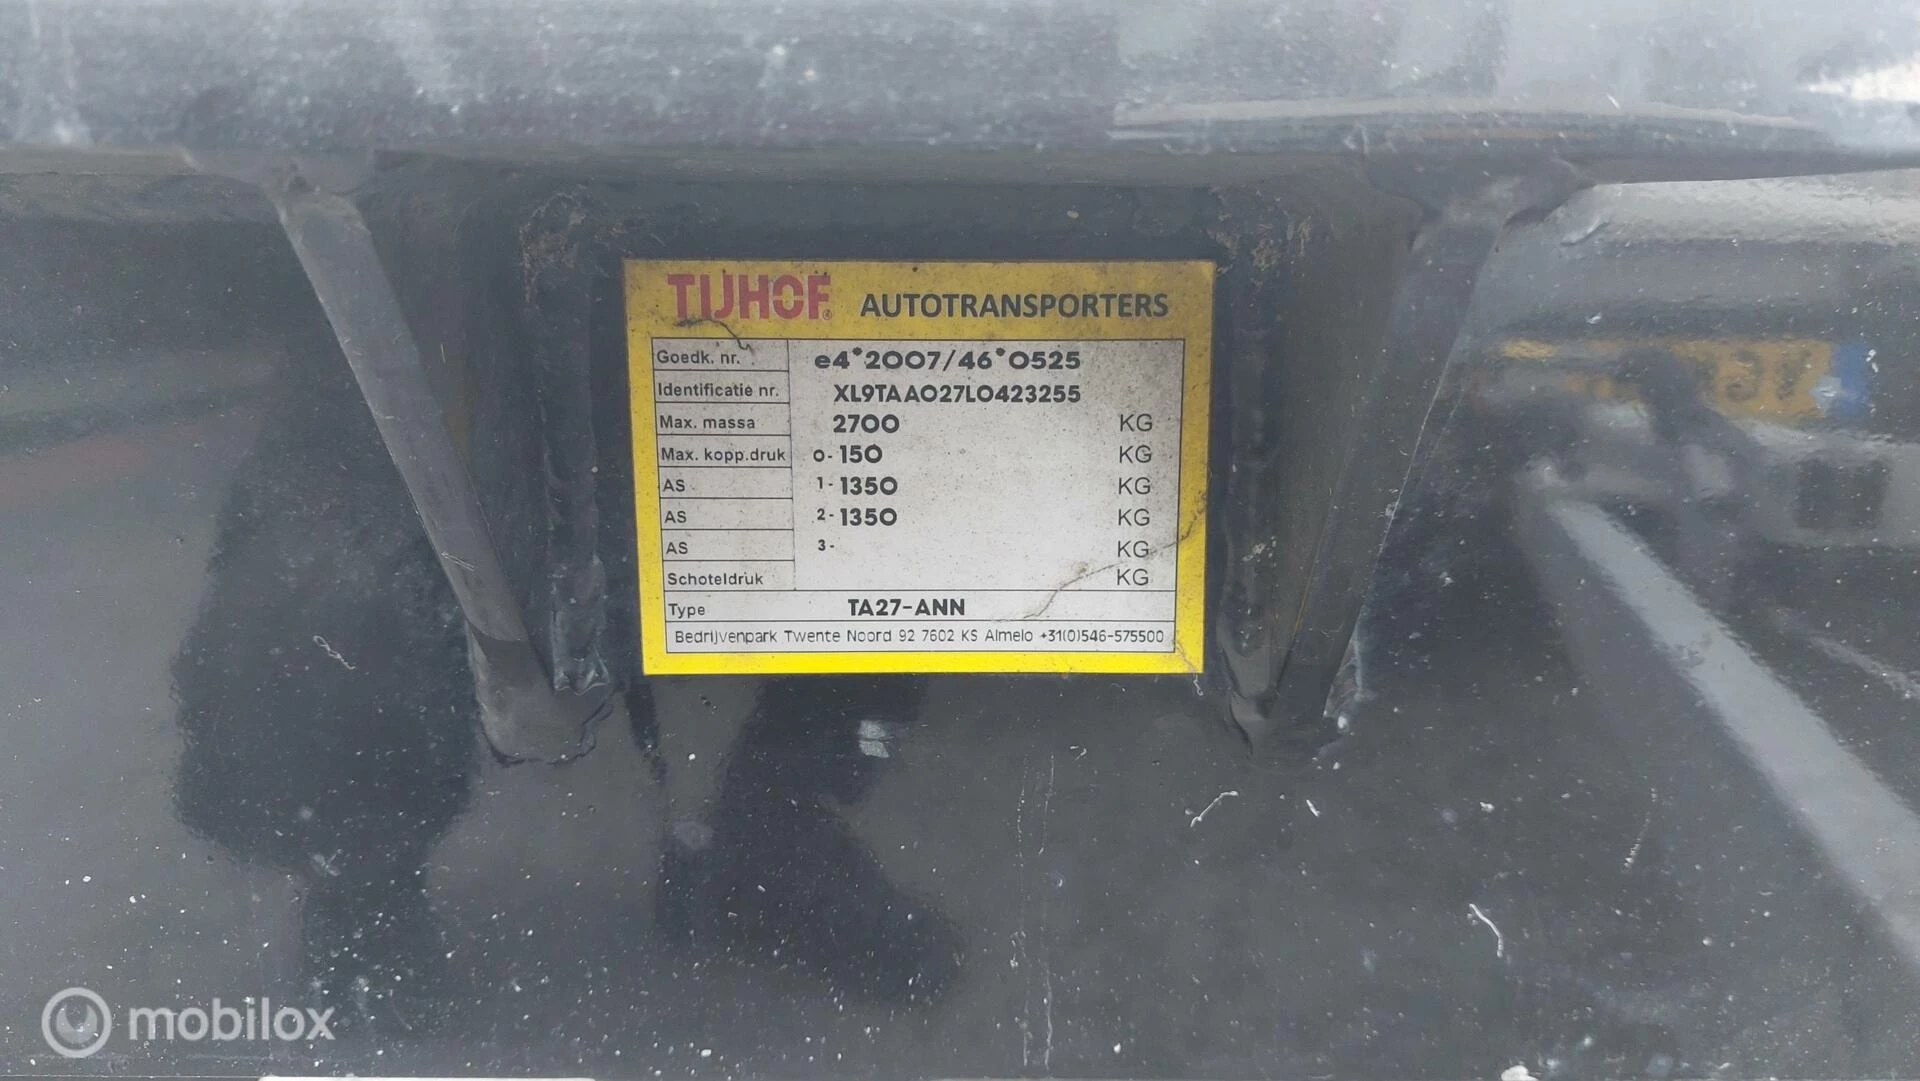 TIJHOF® AUTOTRANSPORTERS
Goedk. nr. e4*2007/46*0525
Identificatie nr. XL9TAA027L0423255
Max. massa 2700 KG
Max. kopp.druk 0- 150 KG
AS 1- 1350 KG
AS 2- 1350 KG
AS 3- KG
Schoteldruk KG
Type TA27-ANN
Bedrijvenpark Twente Noord 92 7602 KS Almelo +31(0)546-575500
mobilox